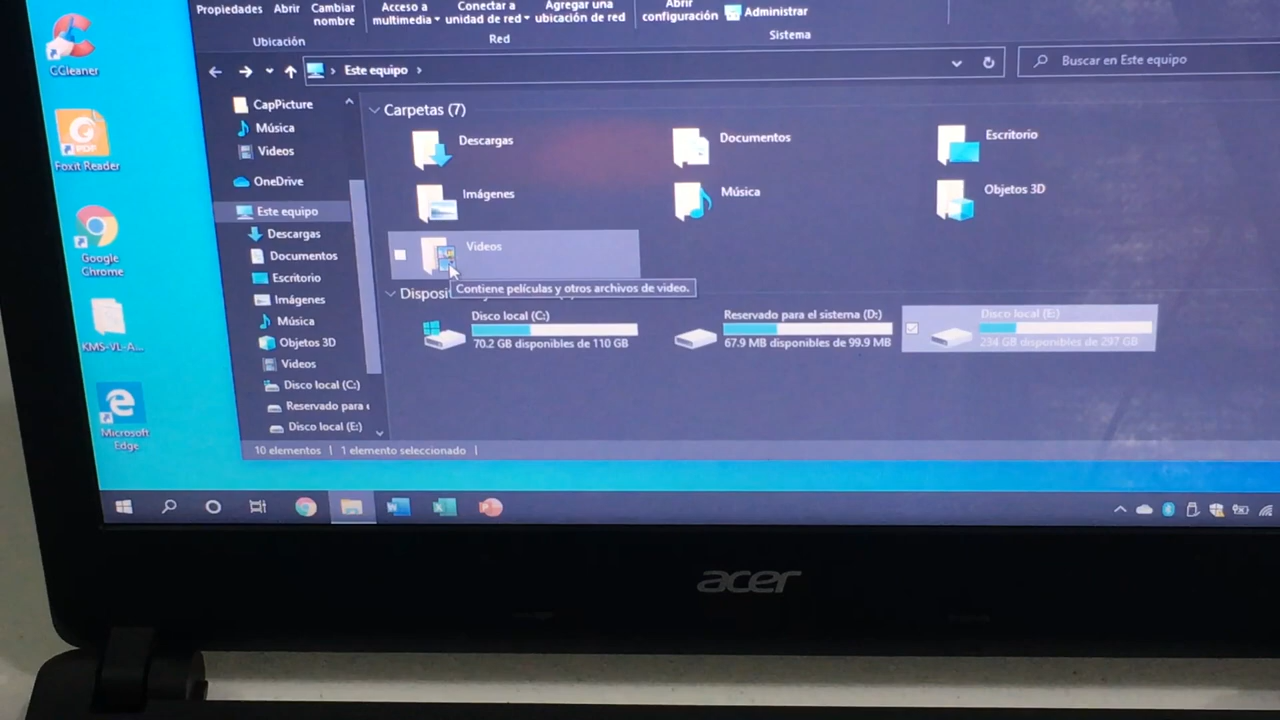 Propiedades
Abrir
Cambiar nombre
Acceso a multimedia
Conectar a unidad de red
Agregar una ubicación de red
Abrir configuración
Administrar
Ubicación
Red
Sistema
Este equipo
Buscar en Este equipo
CCleaner
PDF
Foxit Reader
Google Chrome
KMS-VL-A...
Microsoft Edge
CapPicture
Música
Videos
OneDrive
Este equipo
Descargas
Documentos
Escritorio
Imágenes
Música
Objetos 3D
Videos
Disco local (C:)
Reservado para
Disco local (E:)
Carpetas (7)
Descargas
Documentos
Escritorio
Imágenes
Música
Objetos 3D
Videos
Contiene películas y otros archivos de video.
Disco local (C:)
70.2 GB disponibles de 110 GB
Reservado para el sistema (D:)
67.9 MB disponibles de 99.9 MB
Disco local (E:)
234 GB disponibles de 297 GB
10 elementos
1 elemento seleccionado
acer